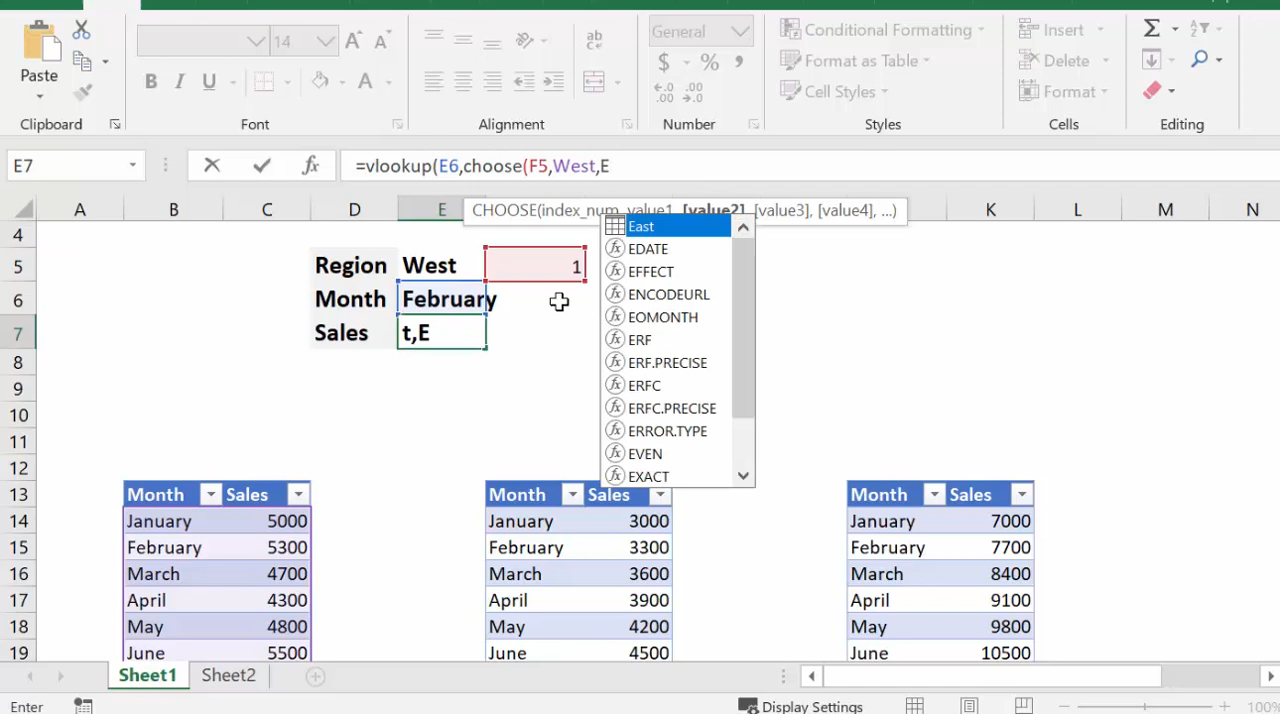 14
General
Conditional Formatting
Insert
Paste
Format as Table
Delete
B I U
$ % ,
Cell Styles
Format
Clipboard
Font
Alignment
Number
Styles
Cells
Editing
E7
=vlookup(E6,choose(F5,West,E
A B C D E K L M N
CHOOSE(index_num, value1, [value2], [value3], [value4], ...)
East
EDATE
EFFECT
ENCODEURL
EOMONTH
ERF
ERF.PRECISE
ERFC
ERFC.PRECISE
ERROR.TYPE
EVEN
EXACT
4
5 Region West 1
6 Month February
7 Sales t,E
8
9
10
11
12
13 Month Sales Month Sales Month Sales
14 January 5000 January 3000 January 7000
15 February 5300 February 3300 February 7700
16 March 4700 March 3600 March 8400
17 April 4300 April 3900 April 9100
18 May 4800 May 4200 May 9800
19 June 5500 June 4500 June 10500
Sheet1 Sheet2
Enter
Display Settings
100%